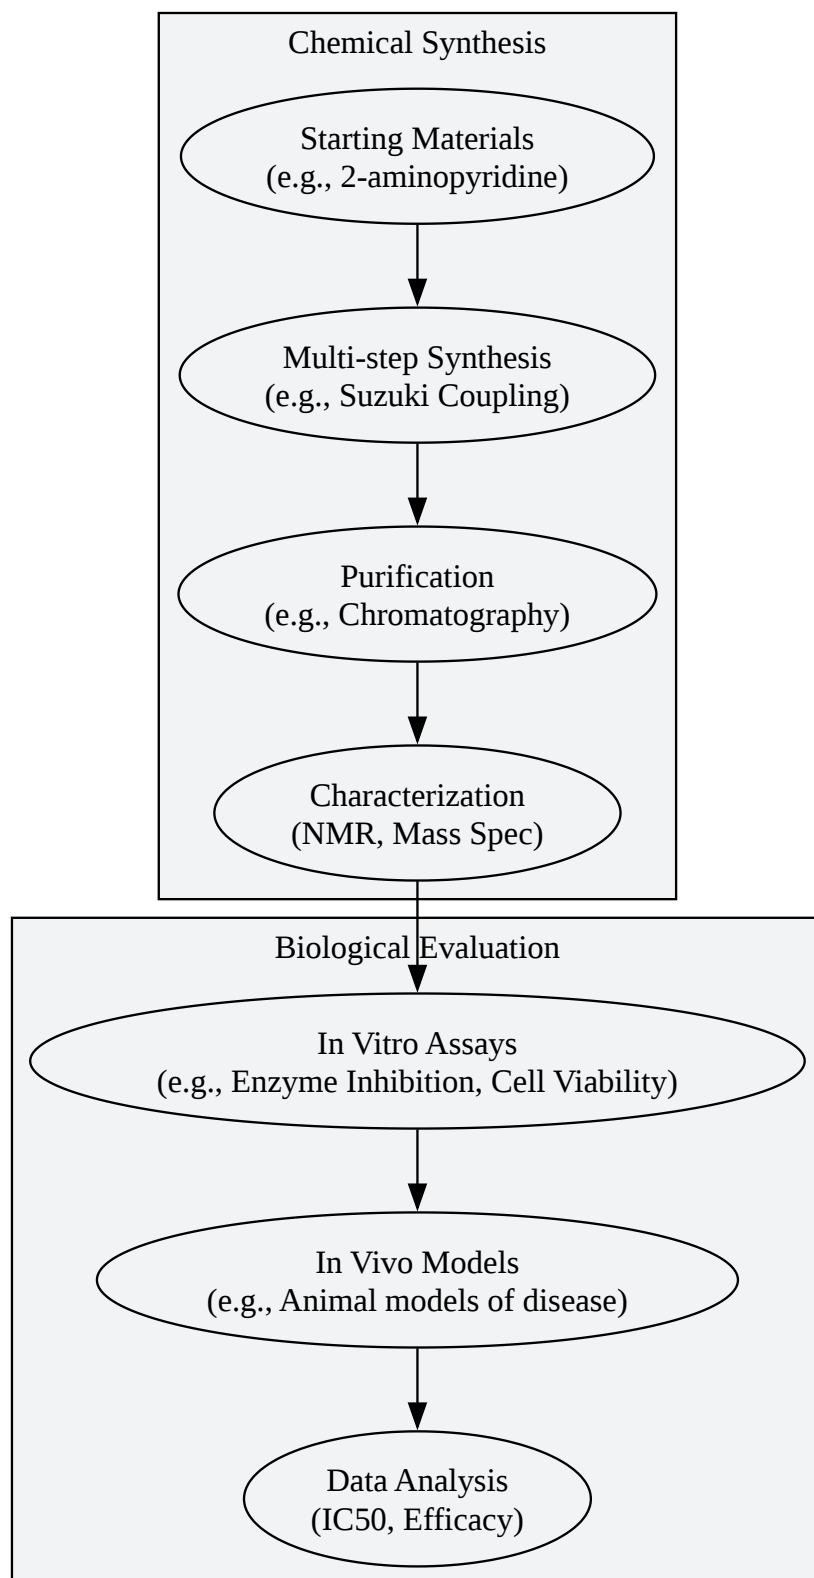 Chemical Synthesis
Starting Materials
(e.g., 2-aminopyridine)
Multi-step Synthesis
(e.g., Suzuki Coupling)
Purification
(e.g., Chromatography)
Characterization
(NMR, Mass Spec)
Biological Evaluation
In Vitro Assays
(e.g., Enzyme Inhibition, Cell Viability)
In Vivo Models
(e.g., Animal models of disease)
Data Analysis
(IC50, Efficacy)